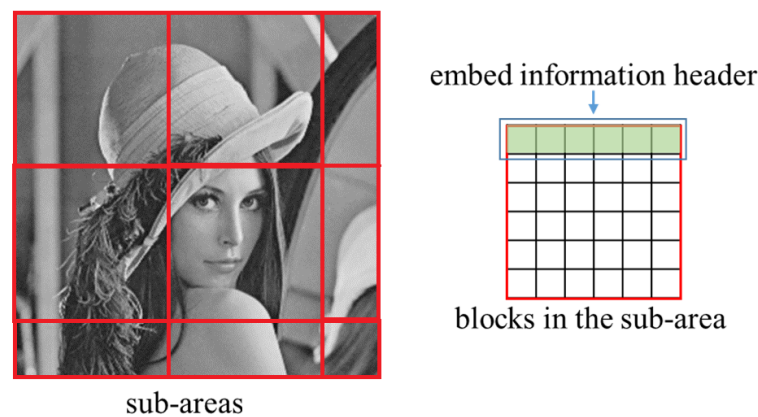 embed information header
blocks in the sub-area
sub-areas